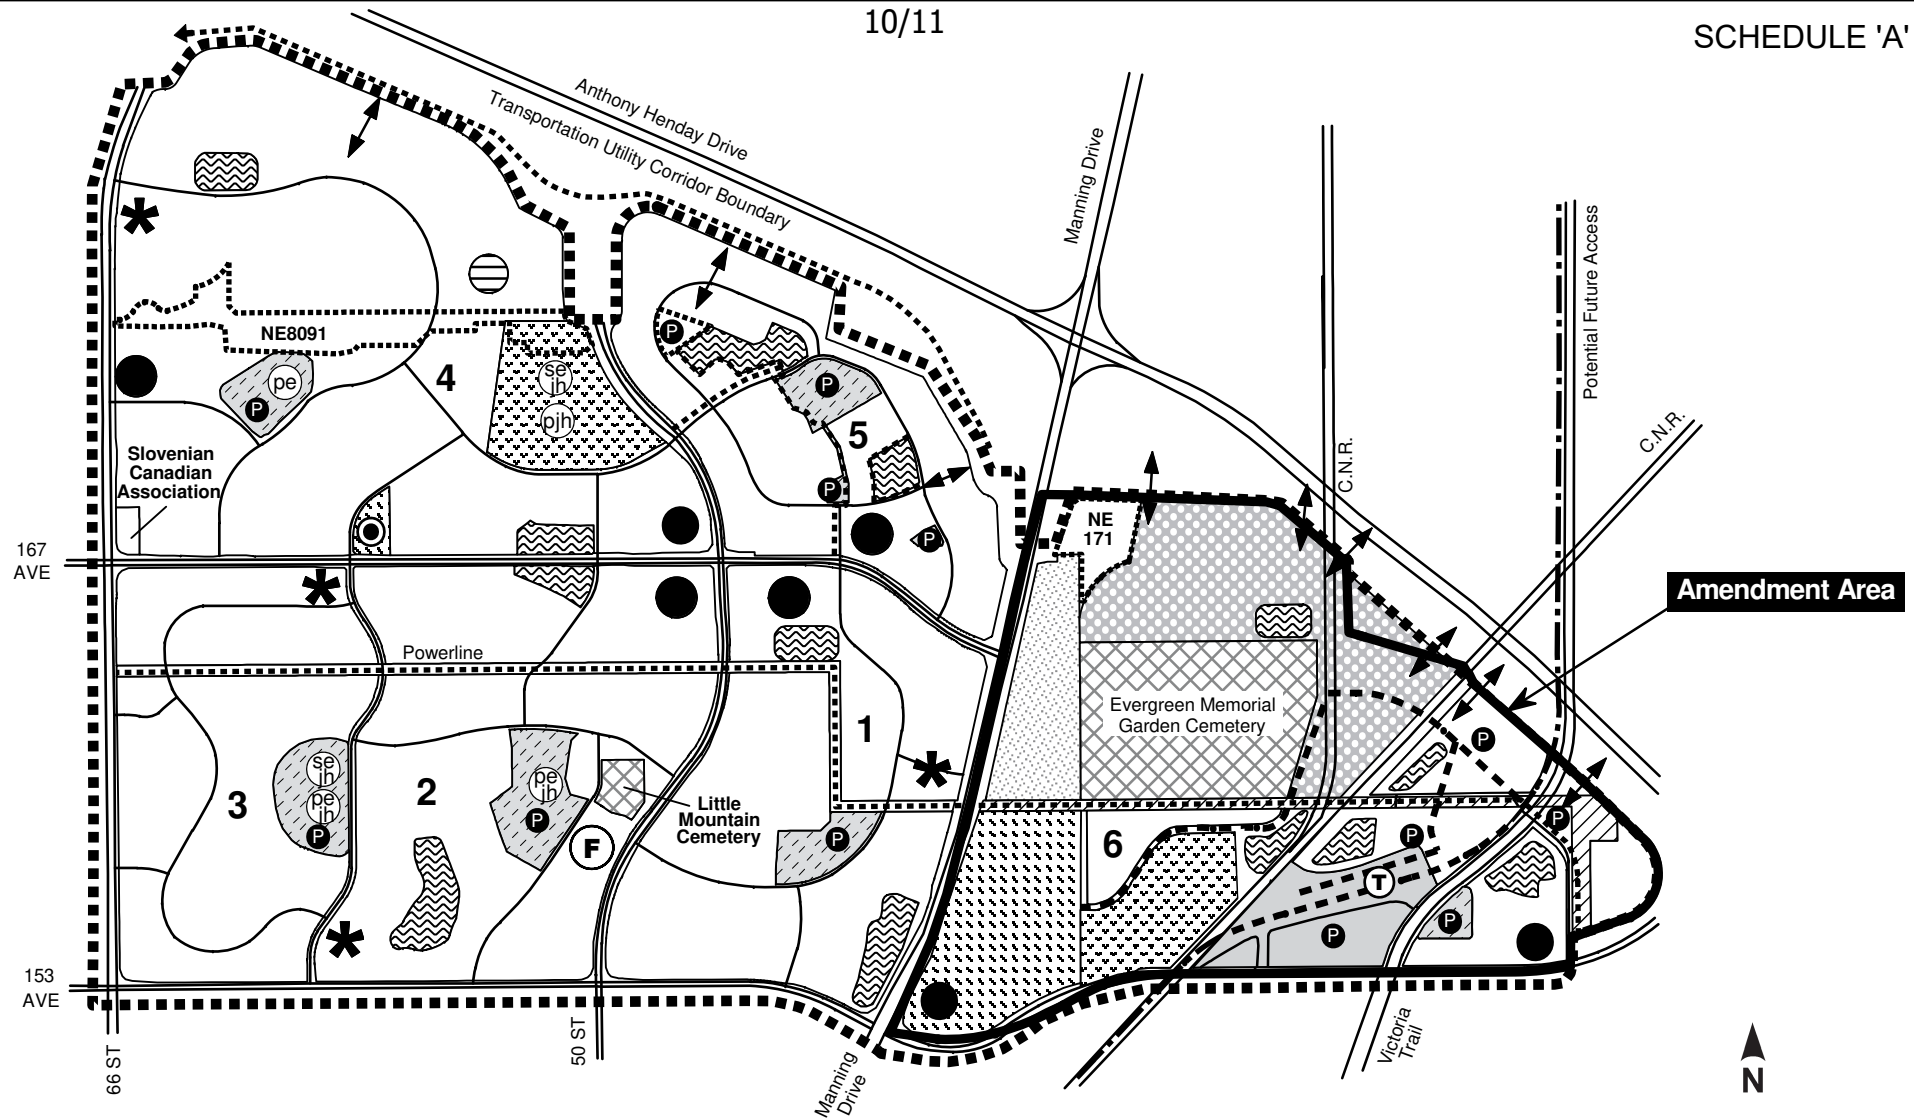 10/11
SCHEDULE 'A'
Anthony Henday Drive
Transportation Utility Corridor Boundary
Manning Drive
Potential Future Access
C.N.R.
C.N.R.
NE8091
P
pe
P
4
se
jh
pjh
P
5
P
P
Slovenian
Canadian
Association
NE
171
167
AVE
Amendment Area
Powerline
Evergreen Memorial
Garden Cemetery
1
P
se
jh
pe
jh
P
3
2
pe
jh
P
Little
Mountain
Cemetery
F
P
6
P
P
T
P
P
153
AVE
66 ST
50 ST
Manning
Drive
Victoria
Trail
N